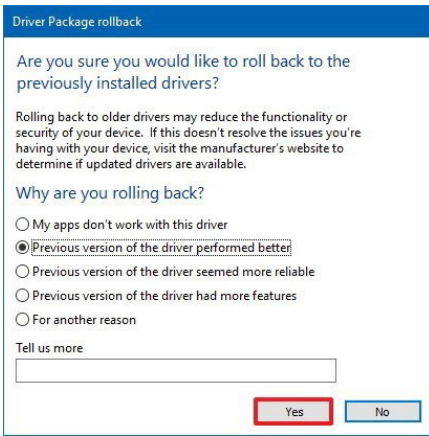 Driver Package rollback
Are you sure you would like to roll back to the
previously installed drivers?
Rolling back to older drivers may reduce the functionality or
security of your device.  If this doesn't resolve the issues you're
having with your device, visit the manufacturer's website to
determine if updated drivers are available.
Why are you rolling back?
My apps don't work with this driver
Previous version of the driver performed better
Previous version of the driver seemed more reliable
Previous version of the driver had more features
For another reason
Tell us more
Yes
No